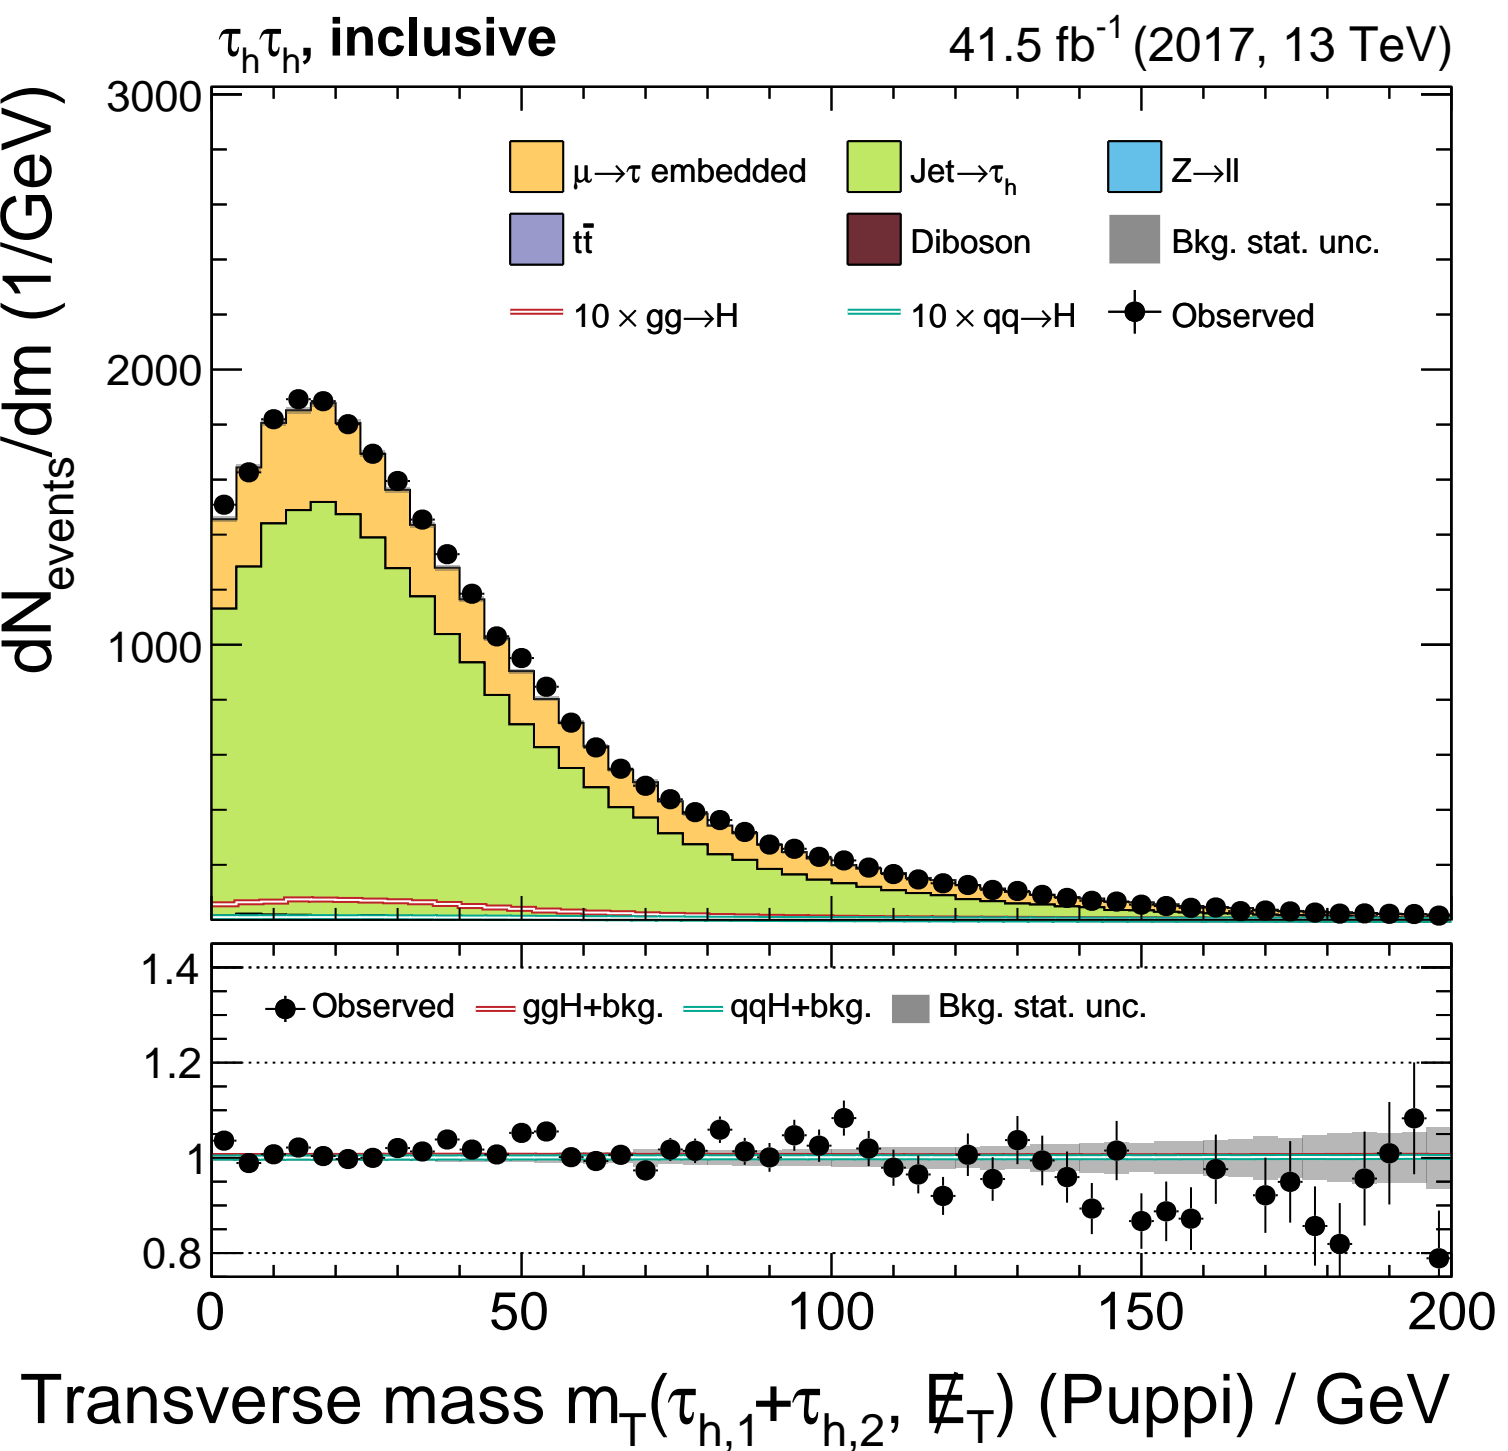 τhτh, inclusive
41.5 fb-1 (2017, 13 TeV)
dNevents/dm (1/GeV)
3000
2000
1000
μ→τ embedded
Jet→τh
Z→ll
tt̄
Diboson
Bkg. stat. unc.
10 × gg→H
10 × qq→H
Observed
1.4
1.2
1
0.8
Observed
ggH+bkg.
qqH+bkg.
Bkg. stat. unc.
0
50
100
150
200
Transverse mass mT(τh,1+τh,2, E̸T) (Puppi) / GeV